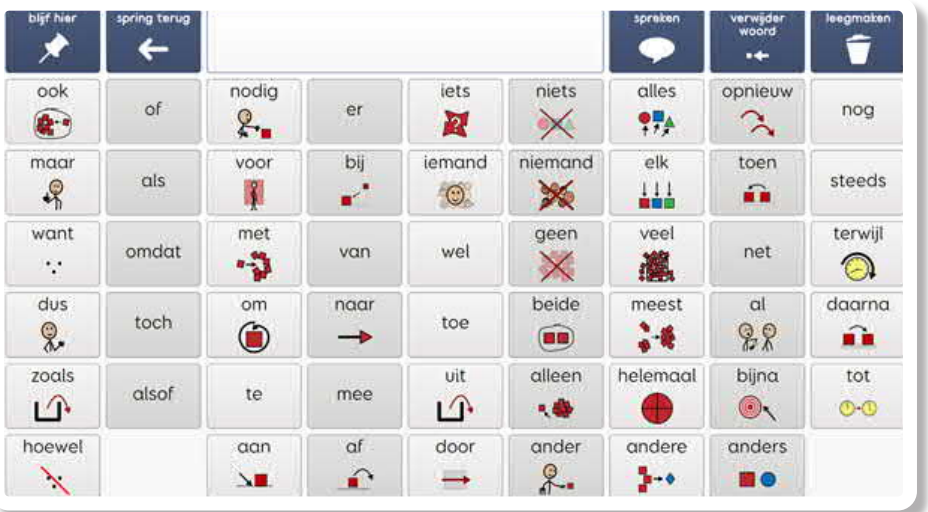 blijf hier spring terug spreken verwijder woord leegmaken
ook of nodig er iets niets alles opnieuw nog
maar als voor bij iemand niemand elk toen steeds
want omdat met van wel geen veel net terwijl
dus toch om naar toe beide meest al daarna
zoals alsof te mee uit alleen helemaal bijna tot
hoewel aan af door ander andere anders